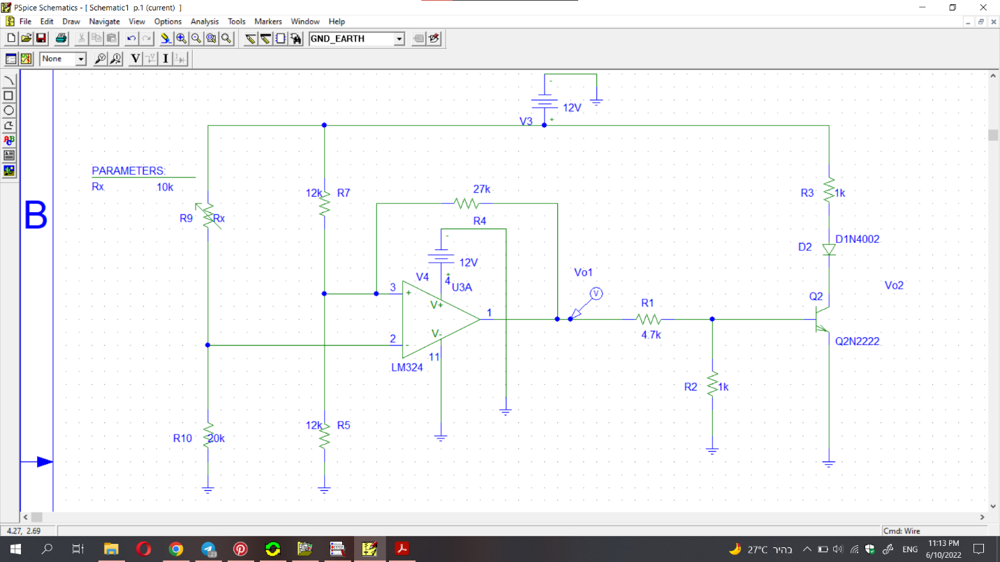 PSpice Schematics - [ Schematic1  p.1 (current)  ]
File Edit Draw Navigate View Options Analysis Tools Markers Window Help
GND_EARTH
None
V I
12V
V3
-
+
PARAMETERS:
Rx 10k
B
R9 Rx
12k R7
27k
R4
-
12V
V4
+
4
U3A
3 +
V+
1
V-
2 -
11
LM324
Vo1
V
R1
4.7k
R3 1k
D2 D1N4002
Vo2
Q2
Q2N2222
R2 1k
12k R5
R10 20k
4.27, 2.69
Cmd: Wire
23
27°C בהיר
ENG
11:13 PM
6/10/2022